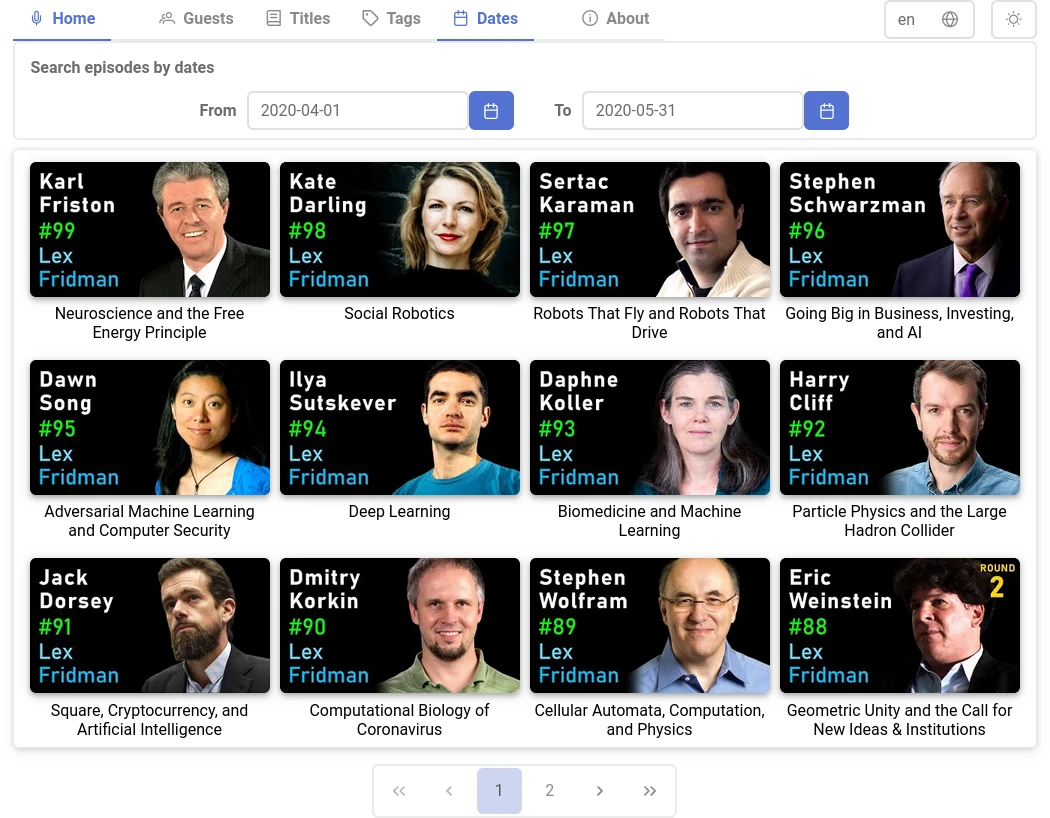 Home
Guests
Titles
Tags
Dates
About
en
Search episodes by dates
From
2020-04-01
To
2020-05-31
Karl
Friston
#99
Lex
Fridman
Neuroscience and the Free
Energy Principle
Kate
Darling
#98
Lex
Fridman
Social Robotics
Sertac
Karaman
#97
Lex
Fridman
Robots That Fly and Robots That
Drive
Stephen
Schwarzman
#96
Lex
Fridman
Going Big in Business, Investing,
and AI
Dawn
Song
#95
Lex
Fridman
Adversarial Machine Learning
and Computer Security
Ilya
Sutskever
#94
Lex
Fridman
Deep Learning
Daphne
Koller
#93
Lex
Fridman
Biomedicine and Machine
Learning
Harry
Cliff
#92
Lex
Fridman
Particle Physics and the Large
Hadron Collider
Jack
Dorsey
#91
Lex
Fridman
Square, Cryptocurrency, and
Artificial Intelligence
Dmitry
Korkin
#90
Lex
Fridman
Computational Biology of
Coronavirus
Stephen
Wolfram
#89
Lex
Fridman
Cellular Automata, Computation,
and Physics
Eric
Weinstein
#88
Lex
Fridman
ROUND
2
Geometric Unity and the Call for
New Ideas & Institutions
1
2